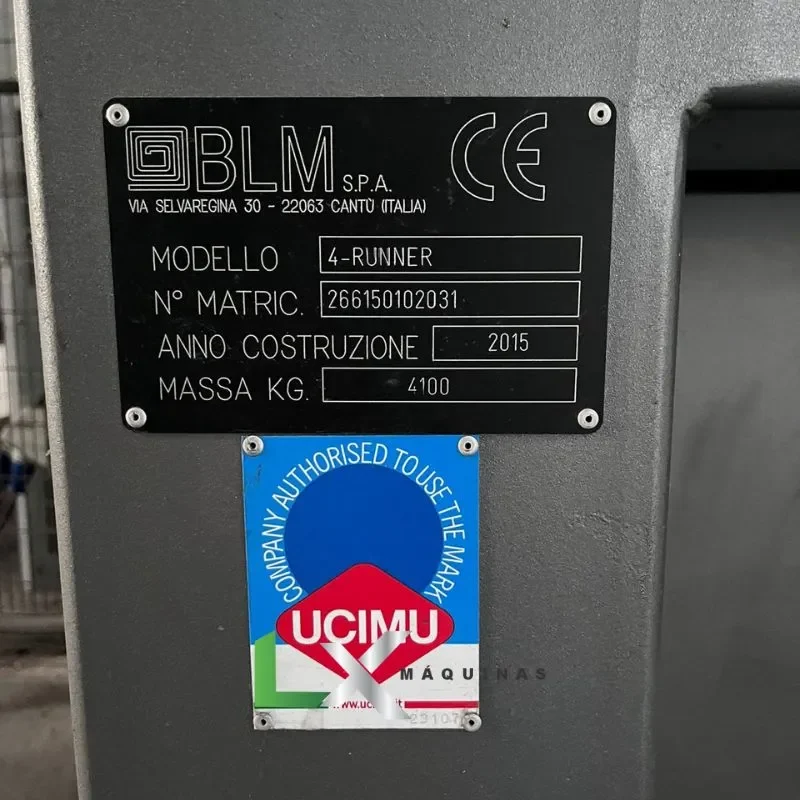 BLM S.P.A.
CE
VIA SELVAREGINA 30 - 22063 CANTÙ (ITALIA)
MODELLO 4-RUNNER
N° MATRIC. 266150102031
ANNO COSTRUZIONE 2015
MASSA KG. 4100
COMPANY AUTHORISED TO USE THE MARK
UCIMU
LX MÁQUINAS